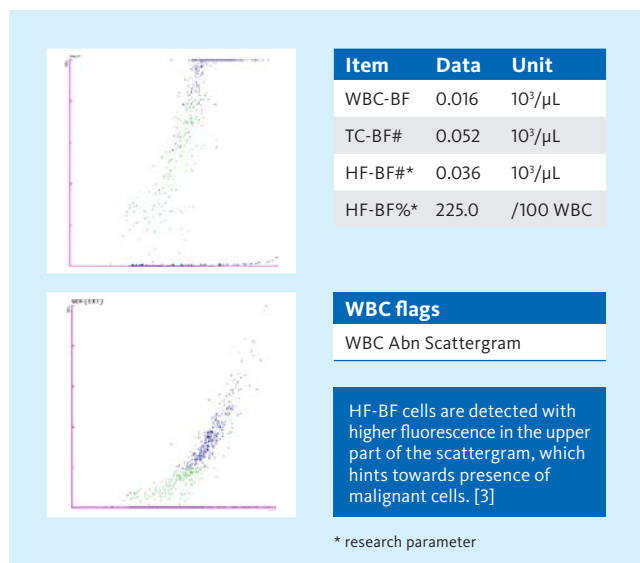 Item Data Unit
WBC-BF 0.016 10³/µL
TC-BF# 0.052 10³/µL
HF-BF#* 0.036 10³/µL
HF-BF%* 225.0 /100 WBC
WBC flags
WBC Abn Scattergram
HF-BF cells are detected with
higher fluorescence in the upper
part of the scattergram, which
hints towards presence of
malignant cells. [3]
* research parameter